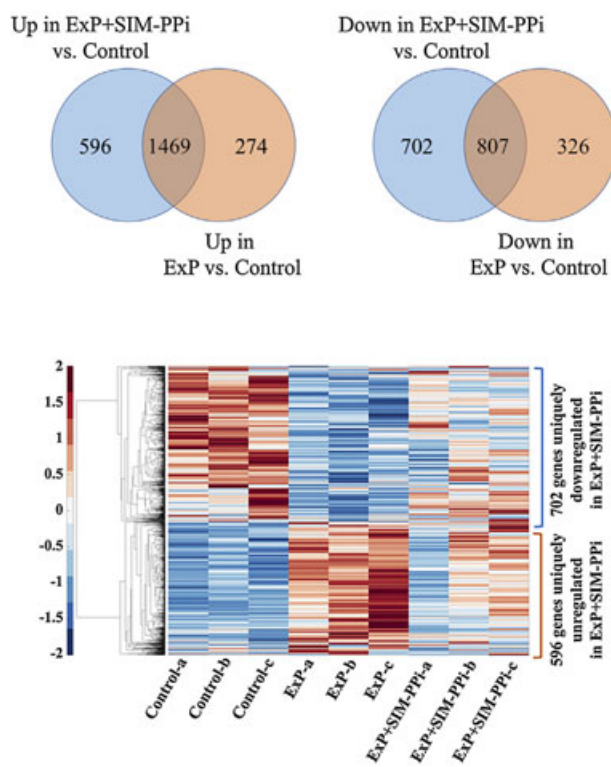 Up in ExP+SIM-PPi
vs. Control
Down in ExP+SIM-PPi
vs. Control
596
1469
274
702
807
326
Up in
ExP vs. Control
Down in
ExP vs. Control
2
1.5
1
0.5
0
-0.5
-1
-1.5
-2
702 genes uniquely
downregulated
in ExP+SIM-PPi
596 genes uniquely
unregulated
in ExP+SIM-PPi
Control-a
Control-b
Control-c
ExP-a
ExP-b
ExP-c
ExP+SIM-PPi-a
ExP+SIM-PPi-b
ExP+SIM-PPi-c